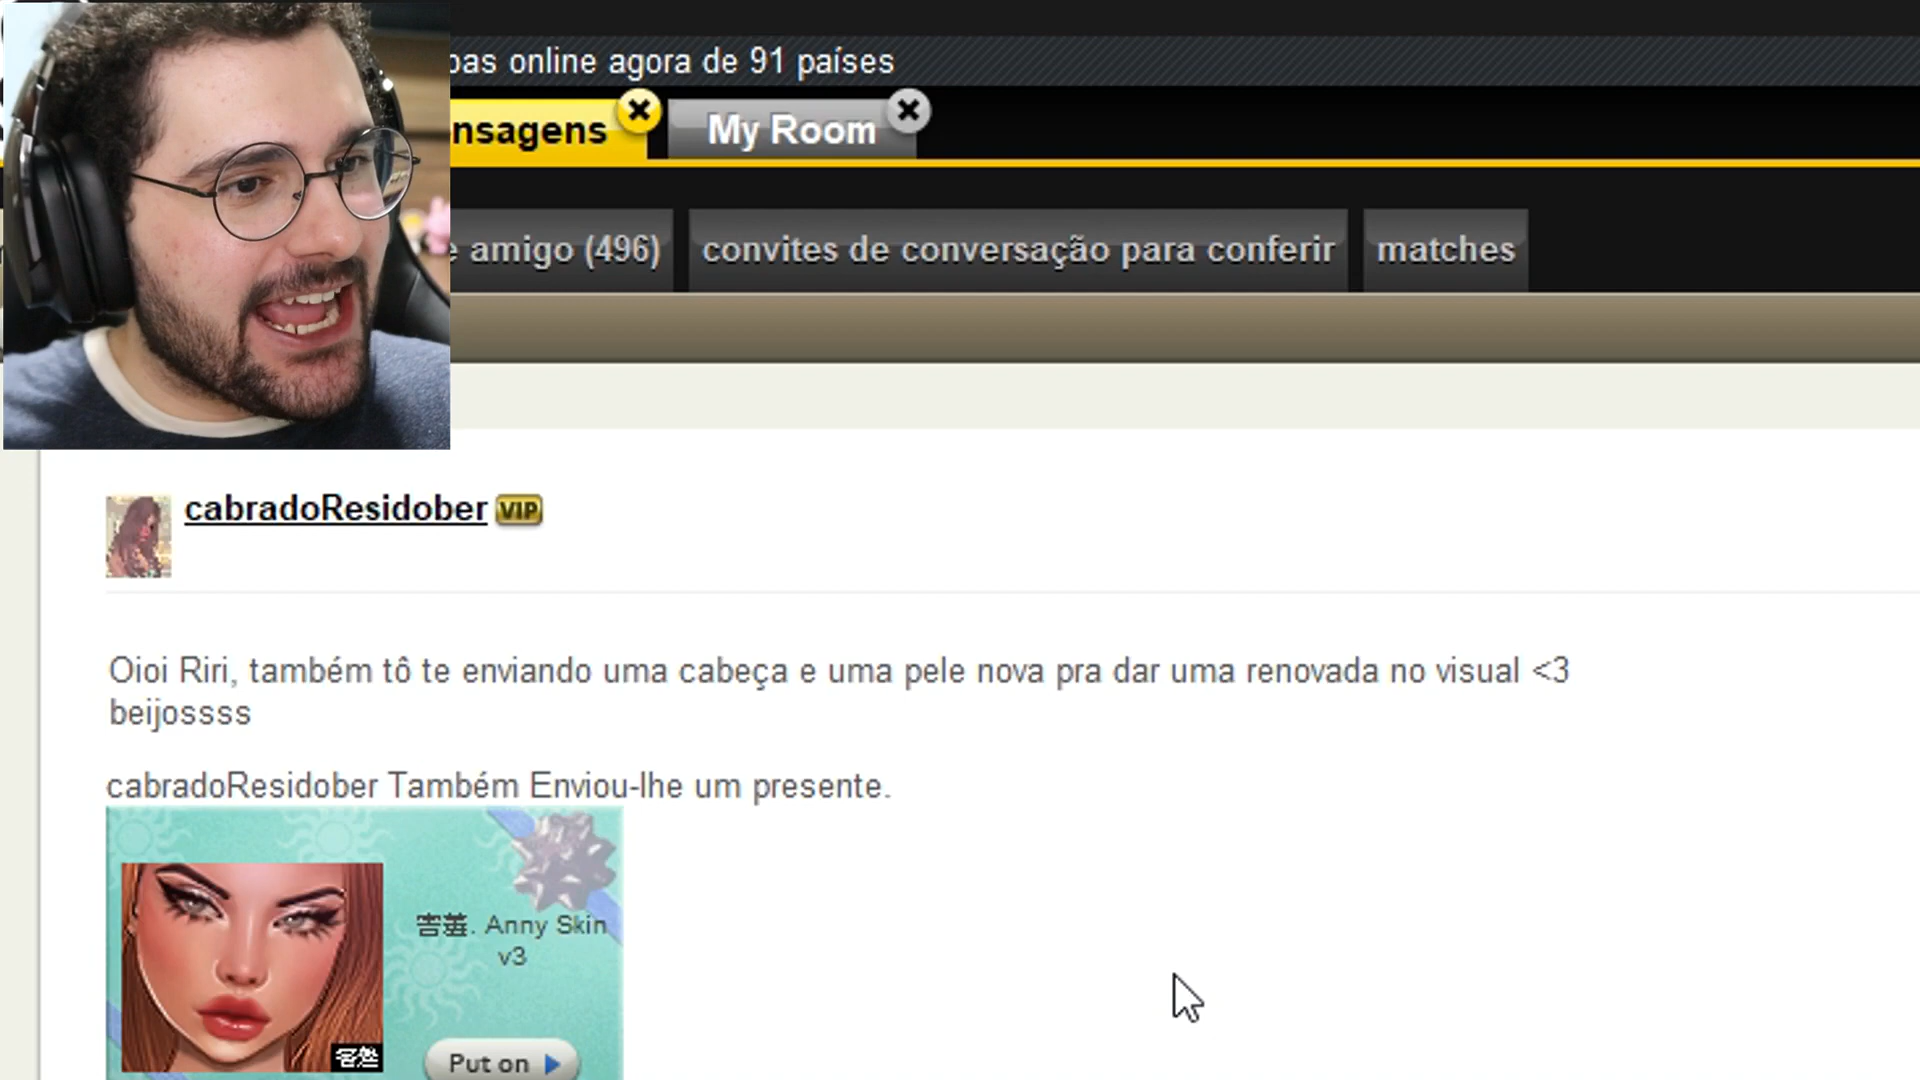 oas online agora de 91 países
nsagens
My Room
e amigo (496)
convites de conversação para conferir
matches
cabradoResidober VIP
Oioi Riri, também tô te enviando uma cabeça e uma pele nova pra dar uma renovada no visual <3
beijossss
cabradoResidober Também Enviou-lhe um presente.
Anny Skin
v3
Put on